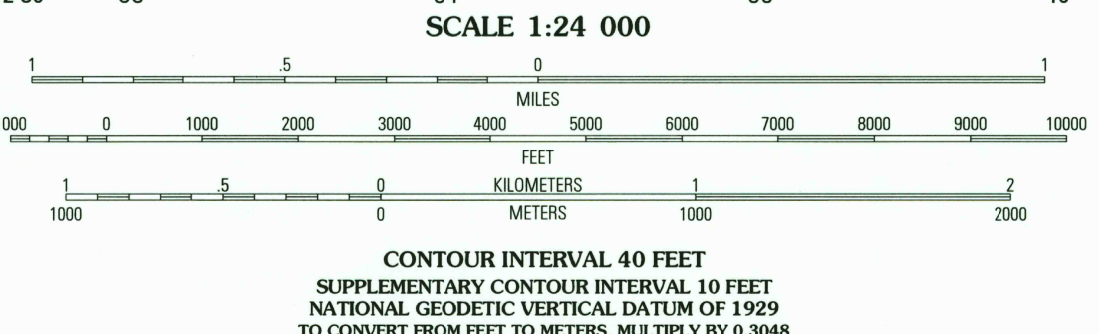 SCALE 1:24 000
1 .5 0 1
MILES
000 0 1000 2000 3000 4000 5000 6000 7000 8000 9000 10000
FEET
1 .5 0 KILOMETERS 1 2
1000 0 METERS 1000 2000
CONTOUR INTERVAL 40 FEET
SUPPLEMENTARY CONTOUR INTERVAL 10 FEET
NATIONAL GEODETIC VERTICAL DATUM OF 1929
TO CONVERT FROM FEET TO METERS, MULTIPLY BY 0.3048